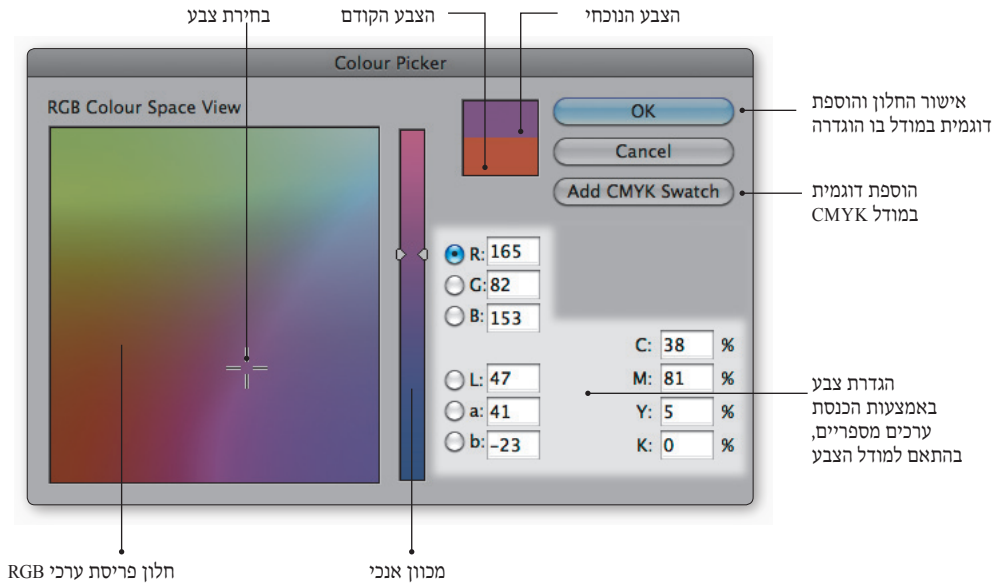 הצבע הנוכחי
הצבע הקודם
בחירת צבע
Colour Picker
RGB Colour Space View
OK
Cancel
Add CMYK Swatch
אישור החלון והוספת
דוגמית במודל בו הוגדרה
הוספת דוגמית
במודל CMYK
R: 165
G: 82
B: 153
L: 47
a: 41
b: -23
C: 38 %
M: 81 %
Y: 5 %
K: 0 %
הגדרת צבע
באמצעות הכנסת
ערכים מספריים,
בהתאם למודל הצבע
מכוון אנכי
חלון פריסת ערכי RGB